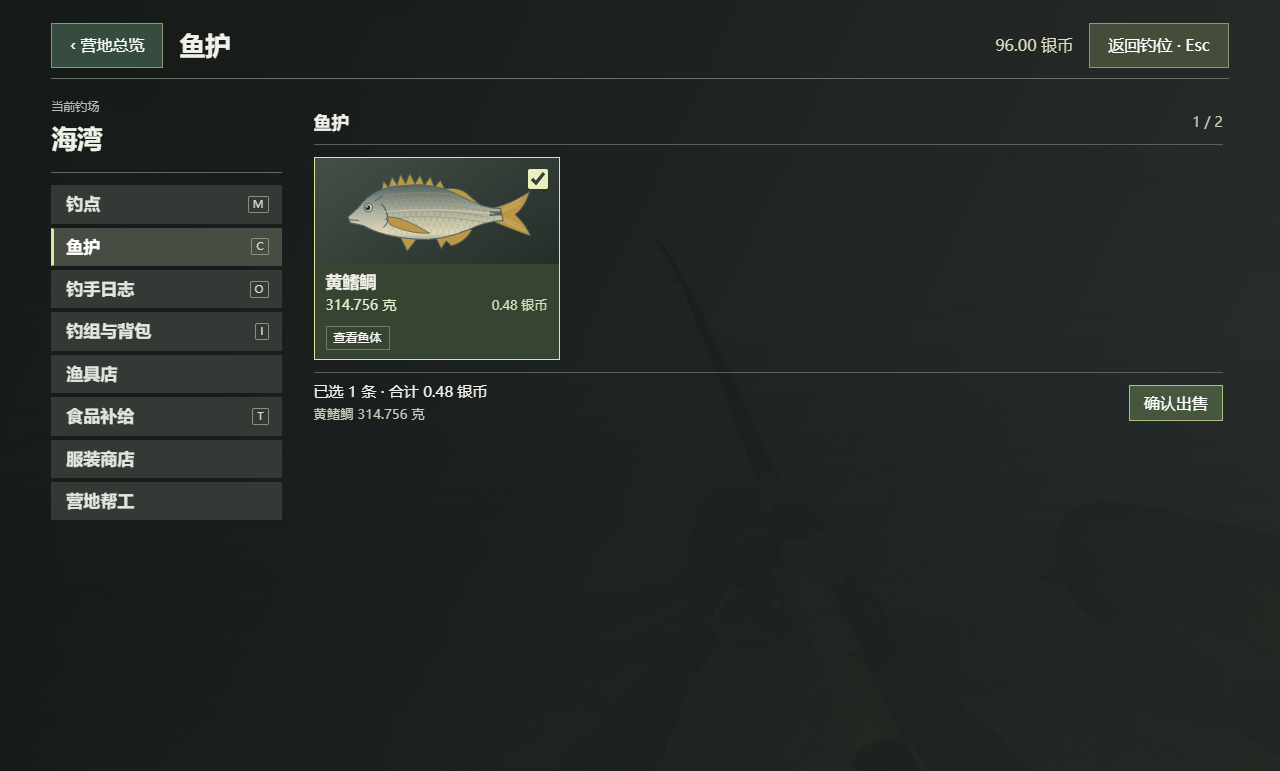 ‹ 营地总览
鱼护
96.00 银币
返回钓位 · Esc
当前钓场
海湾
钓点 M
鱼护 C
钓手日志 O
钓组与背包 I
渔具店
食品补给 T
服装商店
营地帮工
鱼护
1 / 2
黄鳍鲷
314.756 克
0.48 银币
查看鱼体
已选 1 条 · 合计 0.48 银币
黄鳍鲷 314.756 克
确认出售